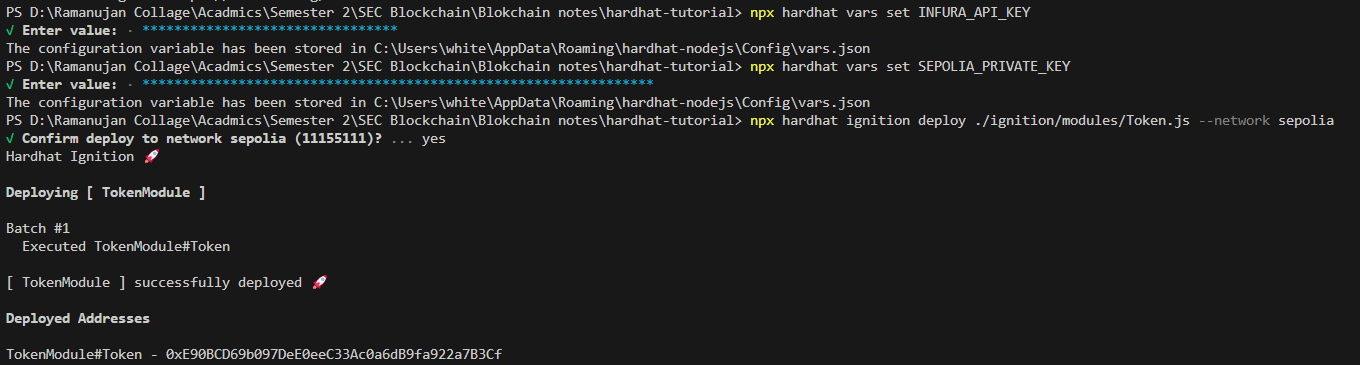 PS D:\Ramanujan Collage\Acadmics\Semester 2\SEC Blockchain\Blokchain notes\hardhat-tutorial> npx hardhat vars set INFURA_API_KEY
√ Enter value: · ********************************
The configuration variable has been stored in C:\Users\white\AppData\Roaming\hardhat-nodejs\Config\vars.json
PS D:\Ramanujan Collage\Acadmics\Semester 2\SEC Blockchain\Blokchain notes\hardhat-tutorial> npx hardhat vars set SEPOLIA_PRIVATE_KEY
√ Enter value: · ****************************************************************
The configuration variable has been stored in C:\Users\white\AppData\Roaming\hardhat-nodejs\Config\vars.json
PS D:\Ramanujan Collage\Acadmics\Semester 2\SEC Blockchain\Blokchain notes\hardhat-tutorial> npx hardhat ignition deploy ./ignition/modules/Token.js --network sepolia
√ Confirm deploy to network sepolia (11155111)? ... yes
Hardhat Ignition 🚀
Deploying [ TokenModule ]
Batch #1
Executed TokenModule#Token
[ TokenModule ] successfully deployed 🚀
Deployed Addresses
TokenModule#Token - 0xE90BCD69b097DeE0eeC33Ac0a6dB9fa922a7B3Cf